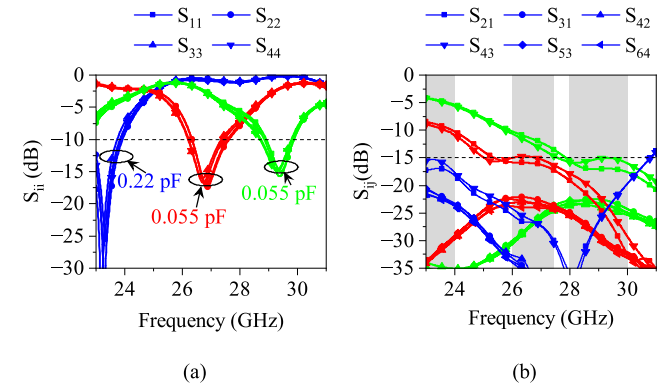 S11 S22
S33 S44
S21 S31 S42
S43 S53 S64
0
−5
−10
−15
−20
−25
−30
Sii (dB)
0.22 pF
0.055 pF
0.055 pF
24 26 28 30
Frequency (GHz)
(a)
0
−5
−10
−15
−20
−25
−30
−35
Sij (dB)
24 26 28 30
Frequency (GHz)
(b)